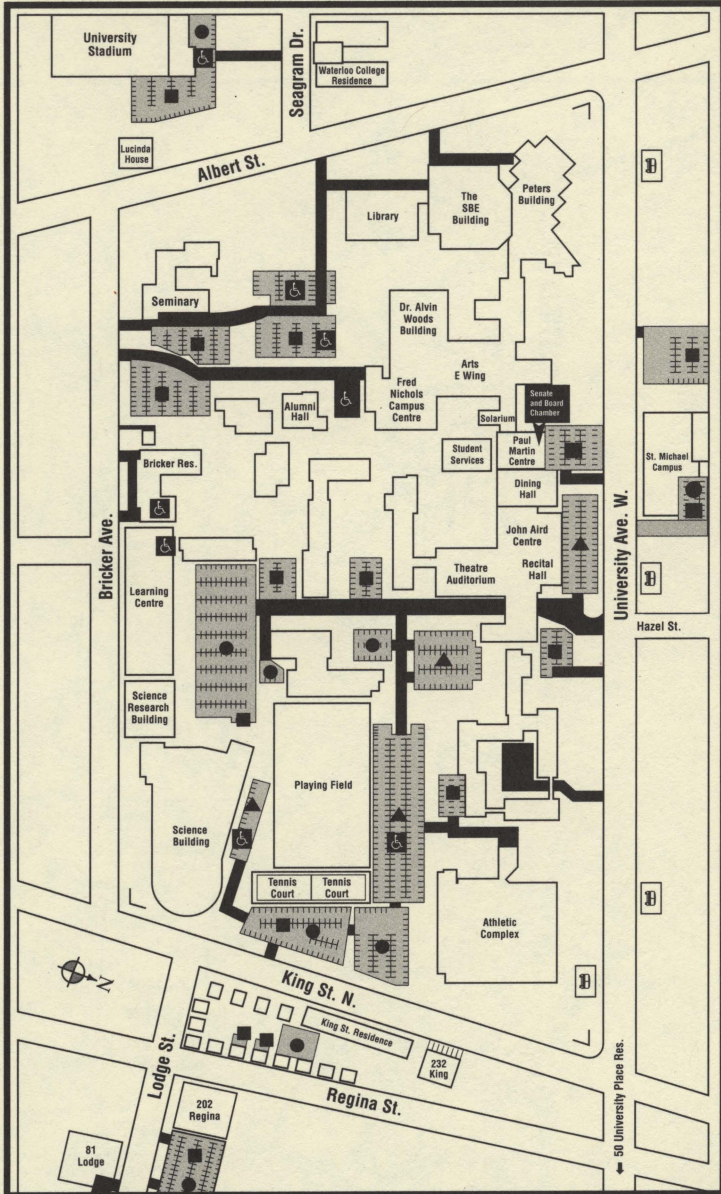 University
Stadium
Seagram Dr.
Waterloo College
Residence
Lucinda
House
Albert St.
Library
The
SBE
Building
Peters
Building
Seminary
Dr. Alvin
Woods
Building
Arts
E Wing
Fred
Nichols
Campus
Centre
Alumni
Hall
Senate
and Board
Chamber
Solarium
Student
Services
Paul
Martin
Centre
Dining
Hall
St. Michael
Campus
Bricker Res.
Bricker Ave.
University Ave. W.
John Aird
Centre
Recital
Hall
Theatre
Auditorium
Learning
Centre
Hazel St.
Science
Research
Building
Playing Field
Science
Building
Tennis
Court
Tennis
Court
Athletic
Complex
N
King St. N.
King St. Residence
232
King
Lodge St.
Regina St.
50 University Place Res.
202
Regina
81
Lodge